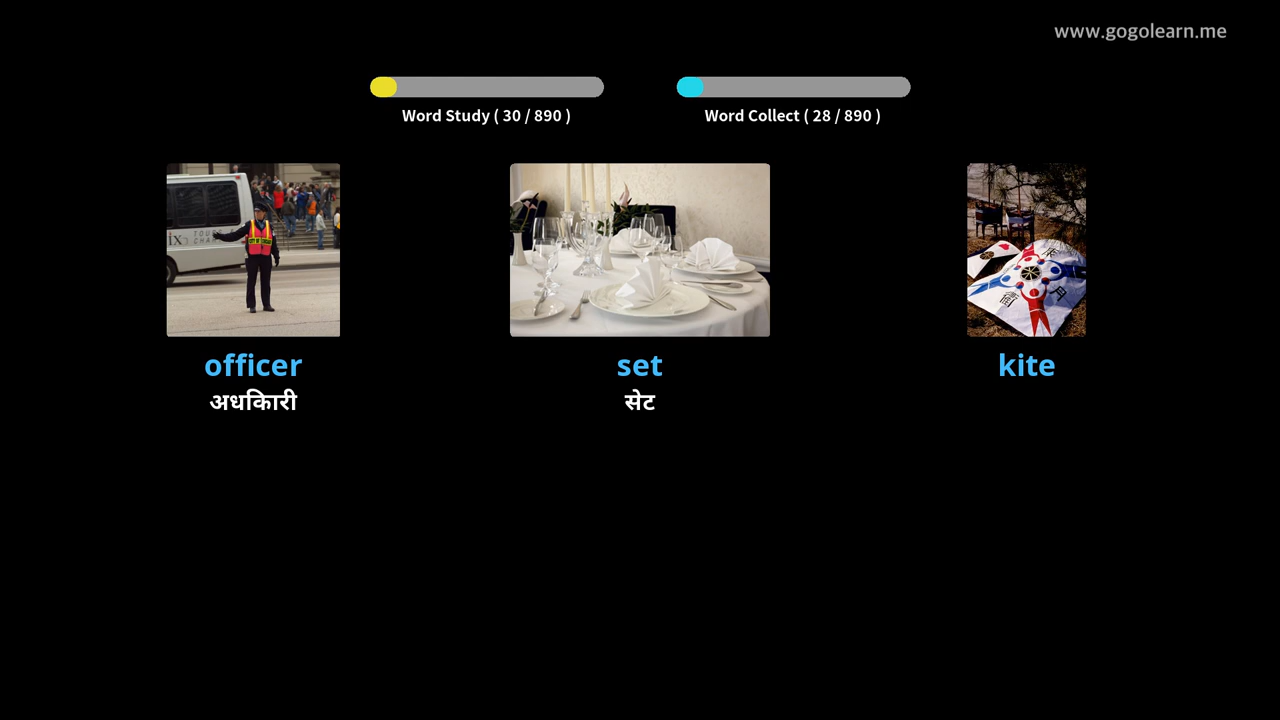 www.gogolearn.me
Word Study ( 30 / 890 )
Word Collect ( 28 / 890 )
officer
set
kite
अधिकारी
सेट